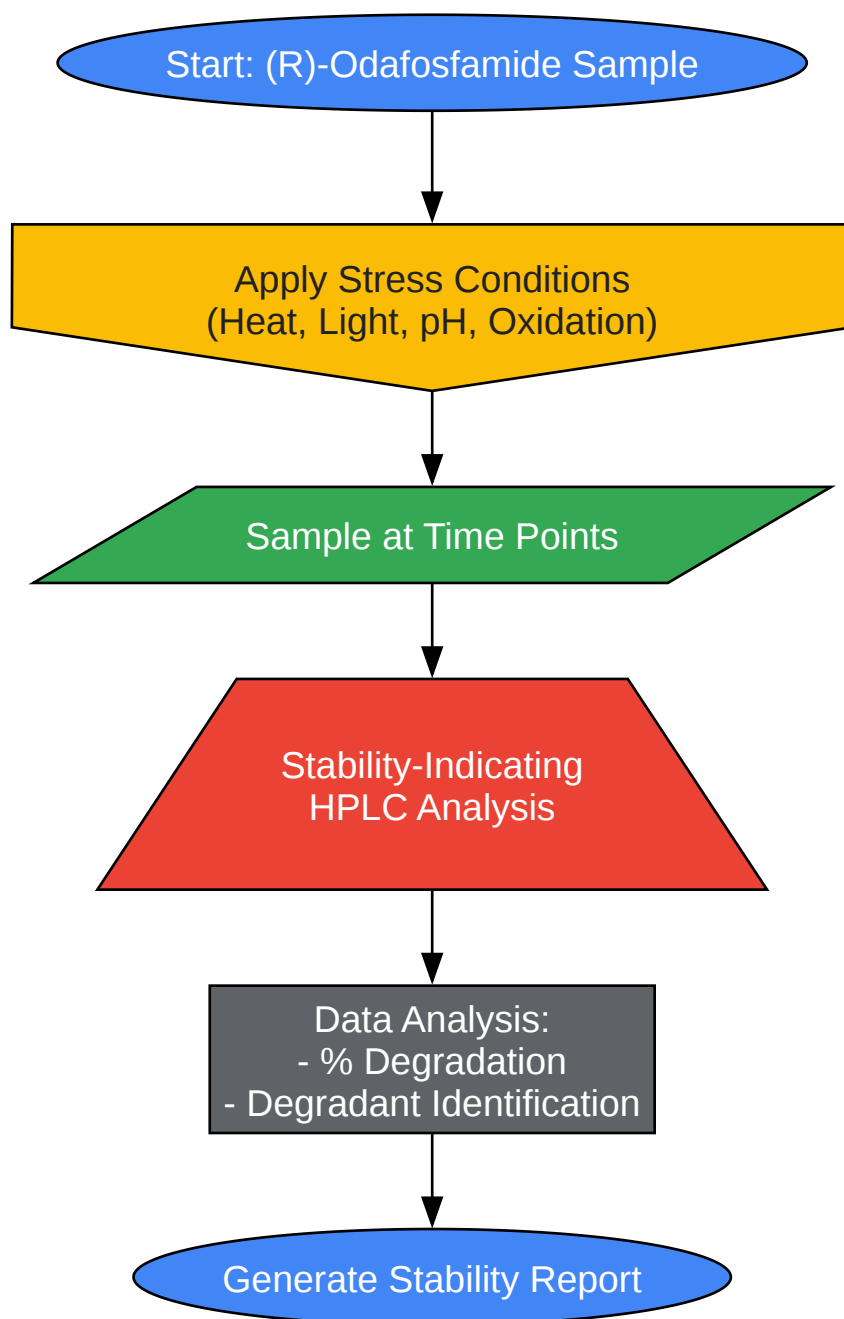 Start: (R)-Odafosfamide Sample
Apply Stress Conditions
(Heat, Light, pH, Oxidation)
Sample at Time Points
Stability-Indicating
HPLC Analysis
Data Analysis:
- % Degradation
- Degradant Identification
Generate Stability Report